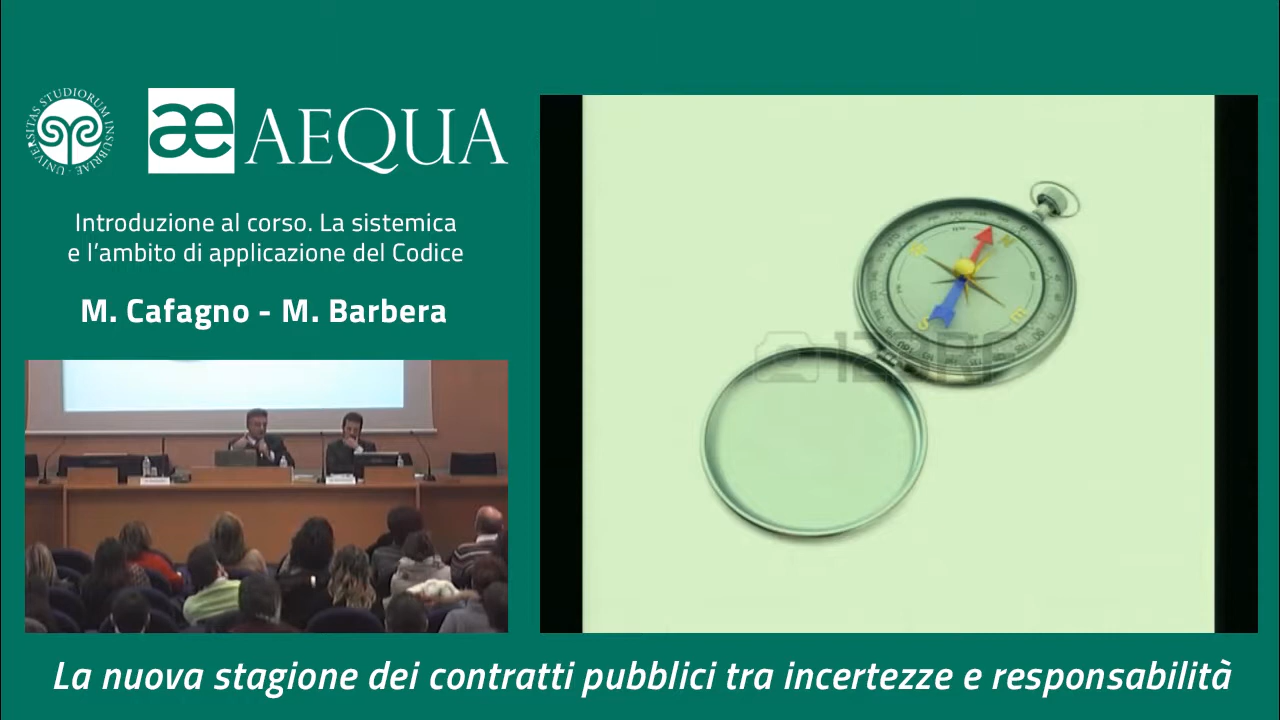 UNIVERSITAS STUDIORUM INSUBRIAE
æ AEQUA
Introduzione al corso. La sistemica
e l’ambito di applicazione del Codice
M. Cafagno - M. Barbera
N
E
S
123RF
La nuova stagione dei contratti pubblici tra incertezze e responsabilità